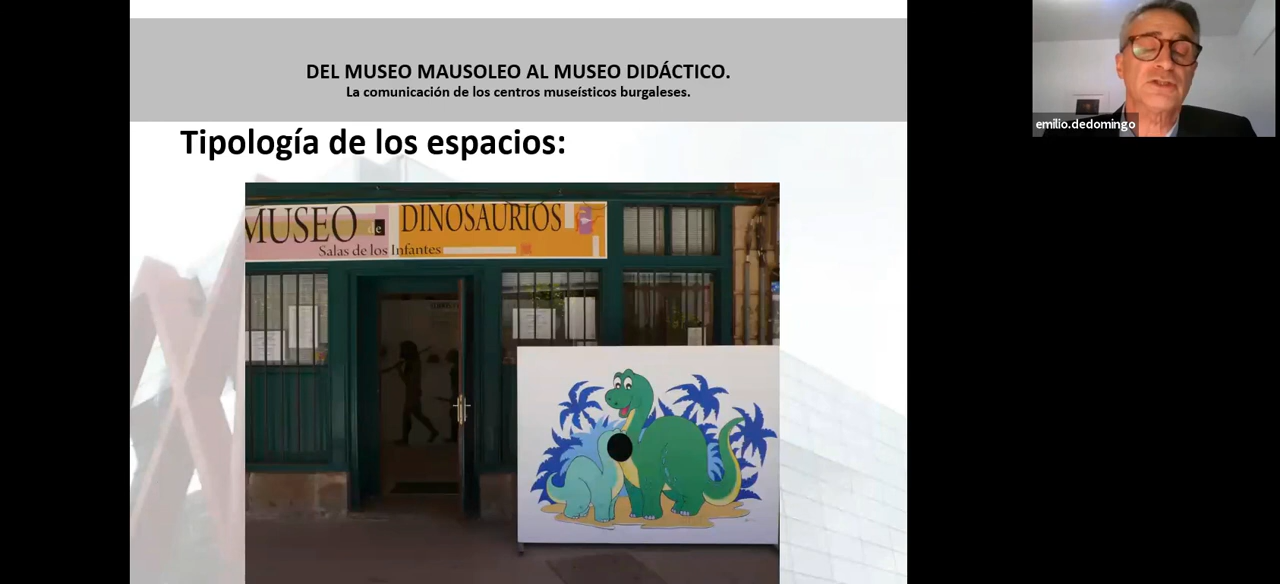 DEL MUSEO MAUSOLEO AL MUSEO DIDÁCTICO.
La comunicación de los centros museísticos burgaleses.
emilio.dedomingo
Tipología de los espacios:
MUSEO de DINOSAURIOS
Salas de los Infantes